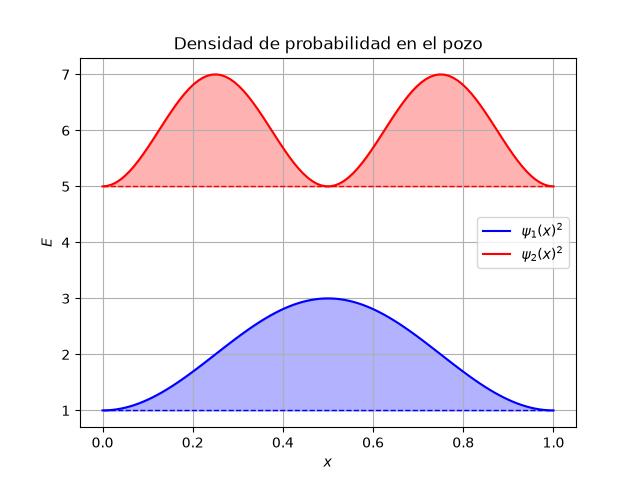 Densidad de probabilidad en el pozo
E
7
6
5
4
3
2
1
ψ₁(x)²
ψ₂(x)²
0.0 0.2 0.4 0.6 0.8 1.0
x